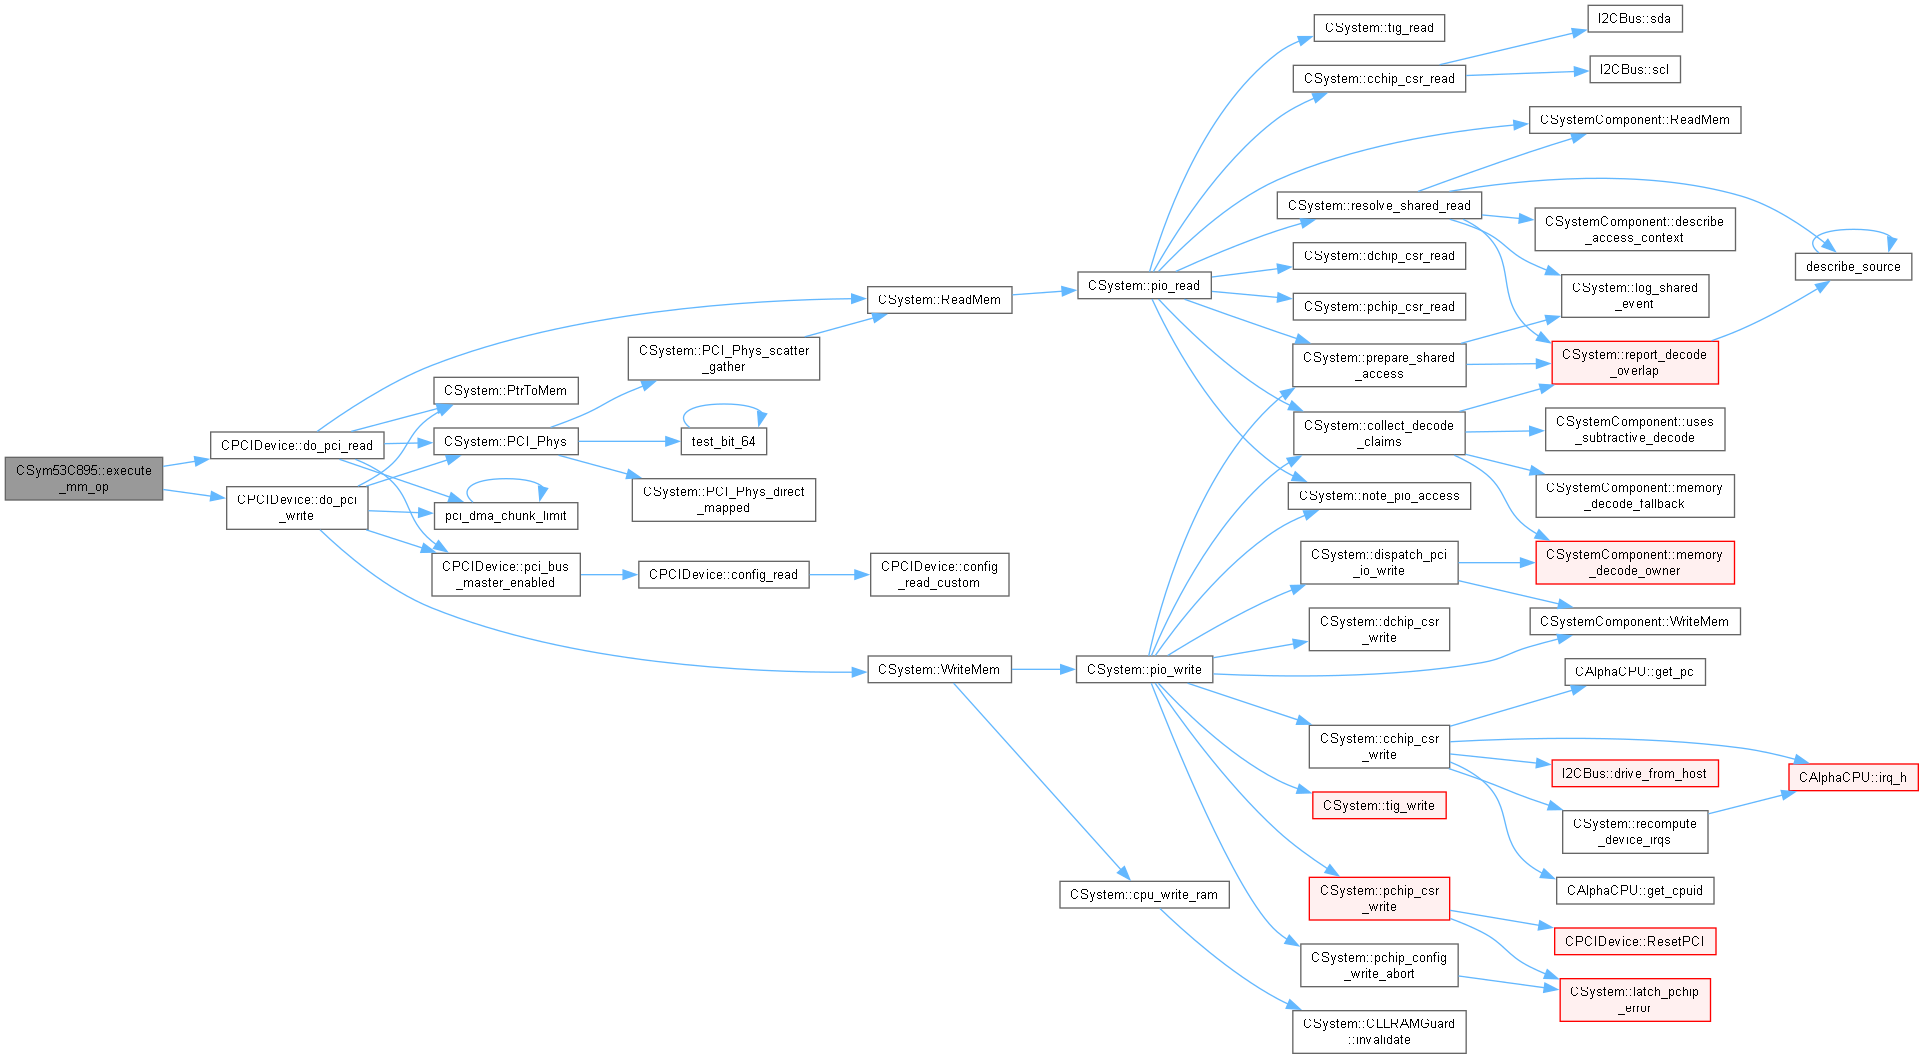 CSym53C895::execute
_mm_op
CPCIDevice::do_pci_read
CPCIDevice::do_pci
_write
CSystem::PtrToMem
CSystem::PCI_Phys
pci_dma_chunk_limit
CPCIDevice::pci_bus
_master_enabled
CSystem::PCI_Phys_scatter
_gather
test_bit_64
CSystem::PCI_Phys_direct
_mapped
CPCIDevice::config_read
CSystem::ReadMem
CPCIDevice::config
_read_custom
CSystem::WriteMem
CSystem::pio_read
CSystem::pio_write
CSystem::cpu_write_ram
CSystem::tig_read
CSystem::cchip_csr_read
CSystem::resolve_shared_read
CSystem::dchip_csr_read
CSystem::pchip_csr_read
CSystem::prepare_shared
_access
CSystem::collect_decode
_claims
CSystem::note_pio_access
CSystem::dispatch_pci
_io_write
CSystem::dchip_csr
_write
CSystem::cchip_csr
_write
CSystem::tig_write
CSystem::pchip_csr
_write
CSystem::pchip_config
_write_abort
CSystem::CLLRAMGuard
::invalidate
I2CBus::sda
I2CBus::scl
CSystemComponent::ReadMem
CSystemComponent::describe
_access_context
CSystem::log_shared
_event
CSystem::report_decode
_overlap
CSystemComponent::uses
_subtractive_decode
CSystemComponent::memory
_decode_fallback
CSystemComponent::memory
_decode_owner
CSystemComponent::WriteMem
CAlphaCPU::get_pc
I2CBus::drive_from_host
CSystem::recompute
_device_irqs
CAlphaCPU::get_cpuid
CPCIDevice::ResetPCI
CSystem::latch_pchip
_error
describe_source
CAlphaCPU::irq_h